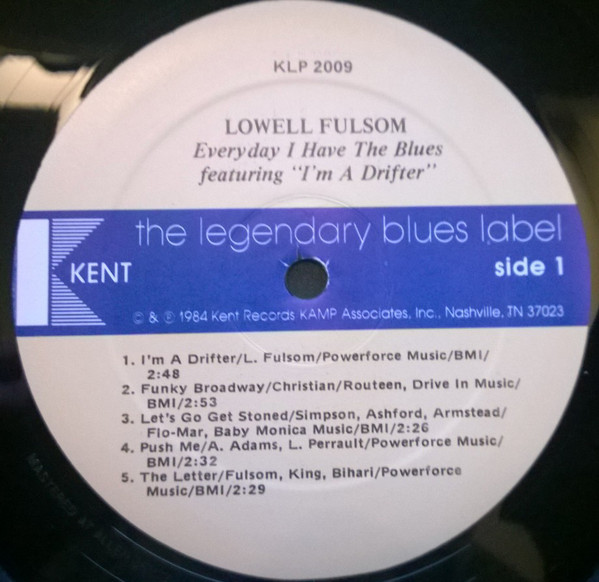 KLP 2009
LOWELL FULSOM
Everyday I Have The Blues
featuring "I'm A Drifter"
the legendary blues label
KENT
side 1
© & ℗ 1984 Kent Records KAMP Associates, Inc., Nashville, TN 37023
1. I'm A Drifter/L. Fulsom/Powerforce Music/BMI/
2:48
2. Funky Broadway/Christian/Routeen, Drive In Music/
BMI/2:53
3. Let's Go Get Stoned/Simpson, Ashford, Armstead/
Flo-Mar, Baby Monica Music/BMI/2:26
4. Push Me/A. Adams, L. Perrault/Powerforce Music/
BMI/2:32
5. The Letter/Fulsom, King, Bihari/Powerforce
Music/BMI/2:29
MASTERED AT